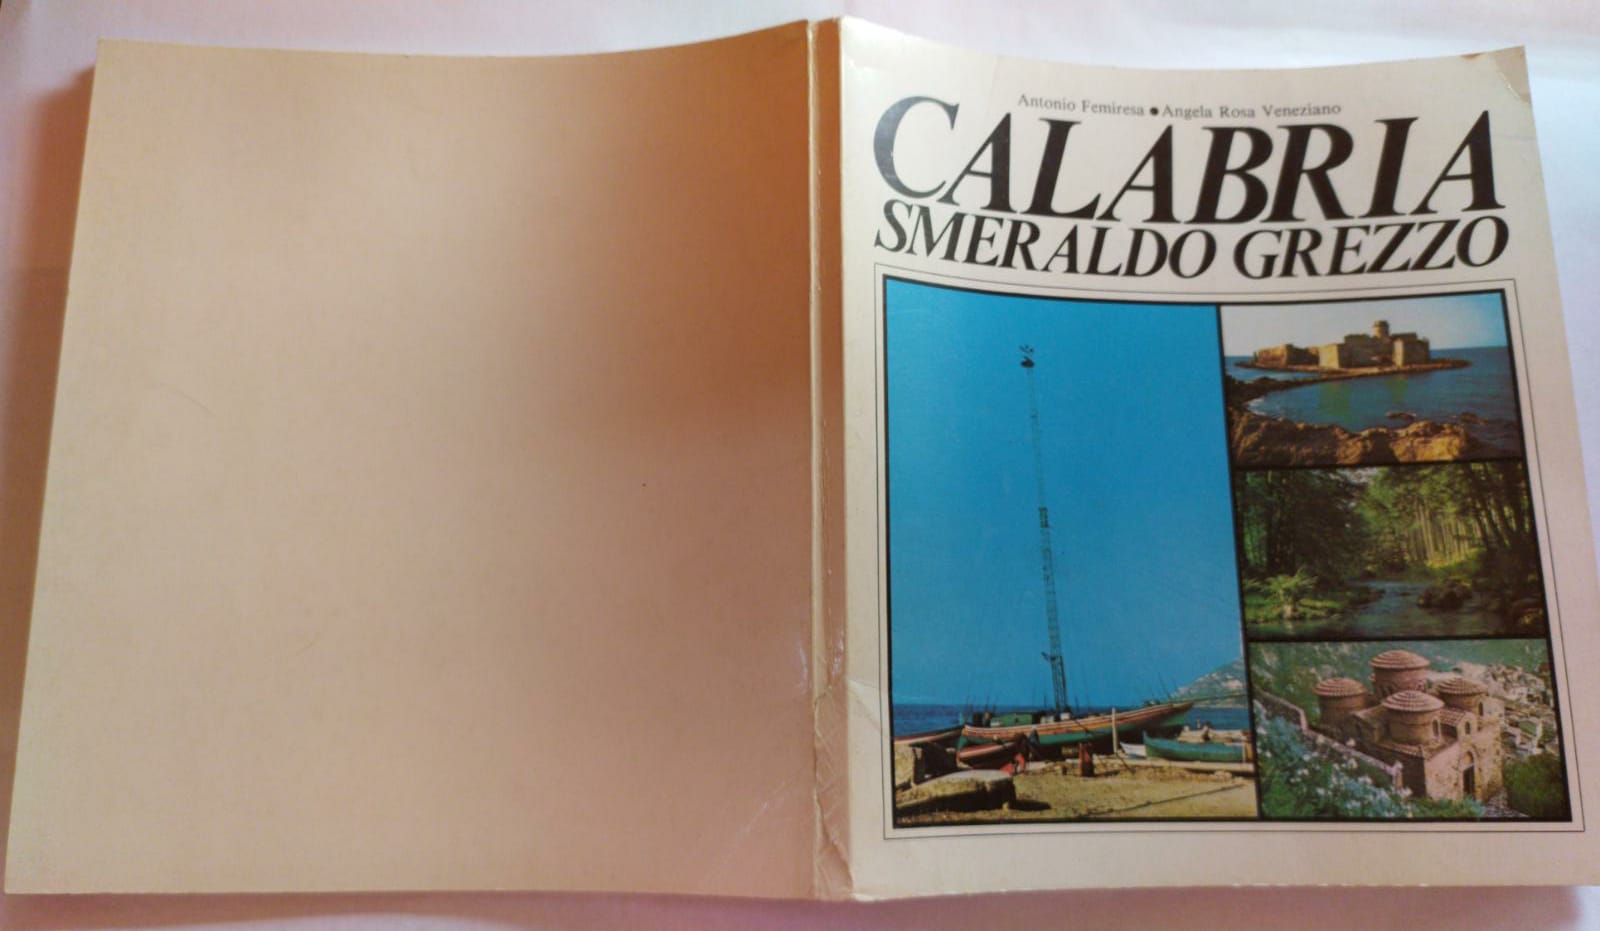 Antonio Femiresa ● Angela Rosa Veneziano
CALABRIA
SMERALDO GREZZO